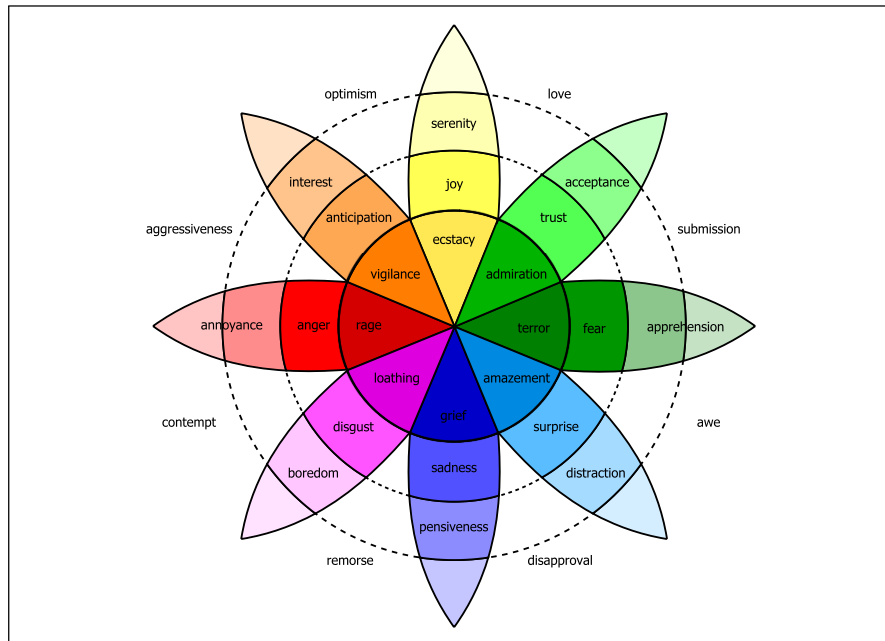 optimism
love
serenity
interest
joy
acceptance
anticipation
trust
aggressiveness
submission
ecstacy
vigilance
admiration
annoyance
anger
rage
terror
fear
apprehension
loathing
amazement
contempt
disgust
grief
surprise
awe
boredom
sadness
distraction
pensiveness
remorse
disapproval